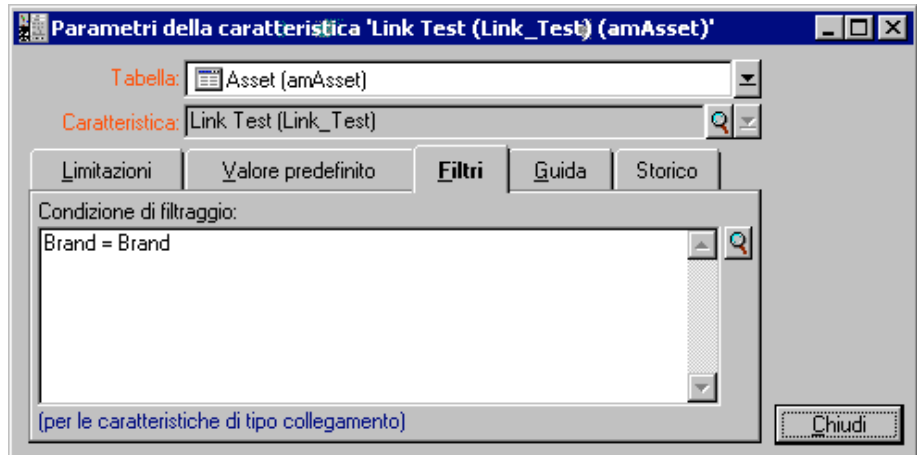 Parametri della caratteristica 'Link Test (Link_Test) (amAsset)'
Tabella: Asset (amAsset)
Caratteristica: Link Test (Link_Test)
Limitazioni Valore predefinito Filtri Guida Storico
Condizione di filtraggio:
Brand = Brand
(per le caratteristiche di tipo collegamento)
Chiudi